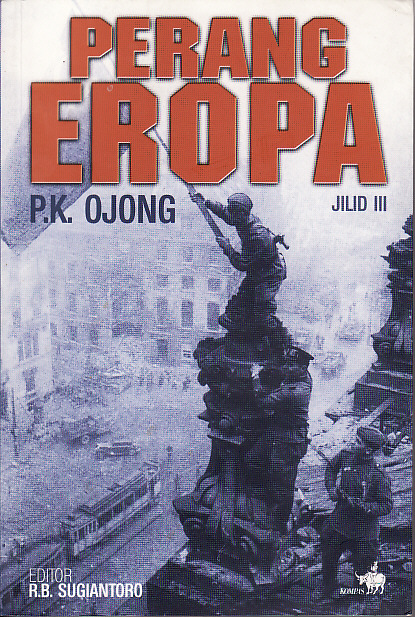 PERANG
EROPA
P.K. OJONG
JILID III
EDITOR
R.B. SUGIANTORO
KOMPAS